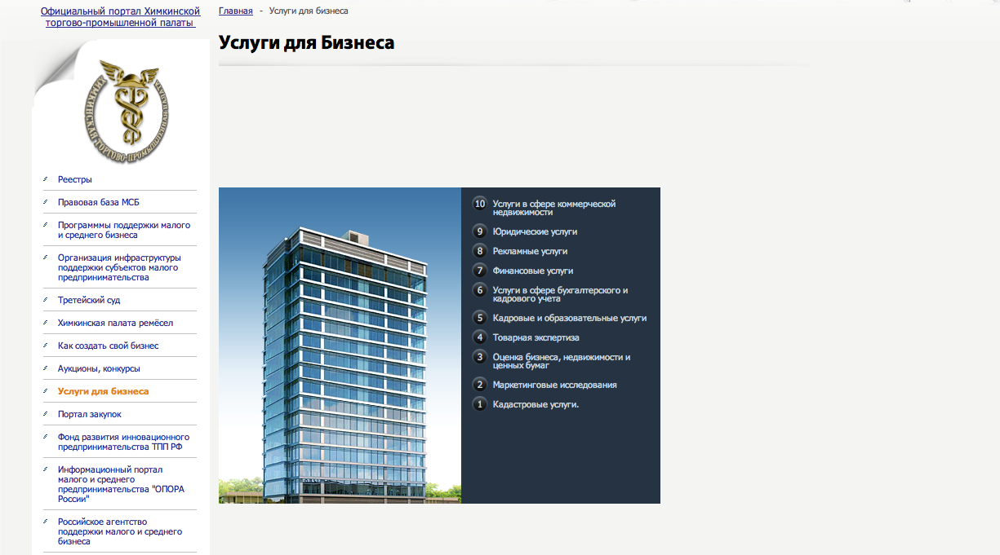 Официальный портал Химкинской
торгово-промышленной палаты
ХИМКИНСКАЯ ТОРГОВО-ПРОМЫШЛЕННАЯ ПАЛАТА
Реестры
Правовая база МСБ
Программмы поддержки малого
и среднего бизнеса
Организация инфраструктуры
поддержки субъектов малого
предпринимательства
Третейский суд
Химкинская палата ремёсел
Как создать свой бизнес
Аукционы, конкурсы
Услуги для бизнеса
Портал закупок
Фонд развития инновационного
предпринимательства ТПП РФ
Информационный портал
малого и среднего
предпринимательства "ОПОРА
России"
Российское агентство
поддержки малого и среднего
бизнеса
Главная - Услуги для бизнеса
Услуги для Бизнеса
10 Услуги в сфере коммерческой
недвижимости
9 Юридические услуги
8 Рекламные услуги
7 Финансовые услуги
6 Услуги в сфере бухгалтерского и
кадрового учета
5 Кадровые и образовательные услуги
4 Товарная экспертиза
3 Оценка бизнеса, недвижимости и
ценных бумаг
2 Маркетинговые исследования
1 Кадастровые услуги.